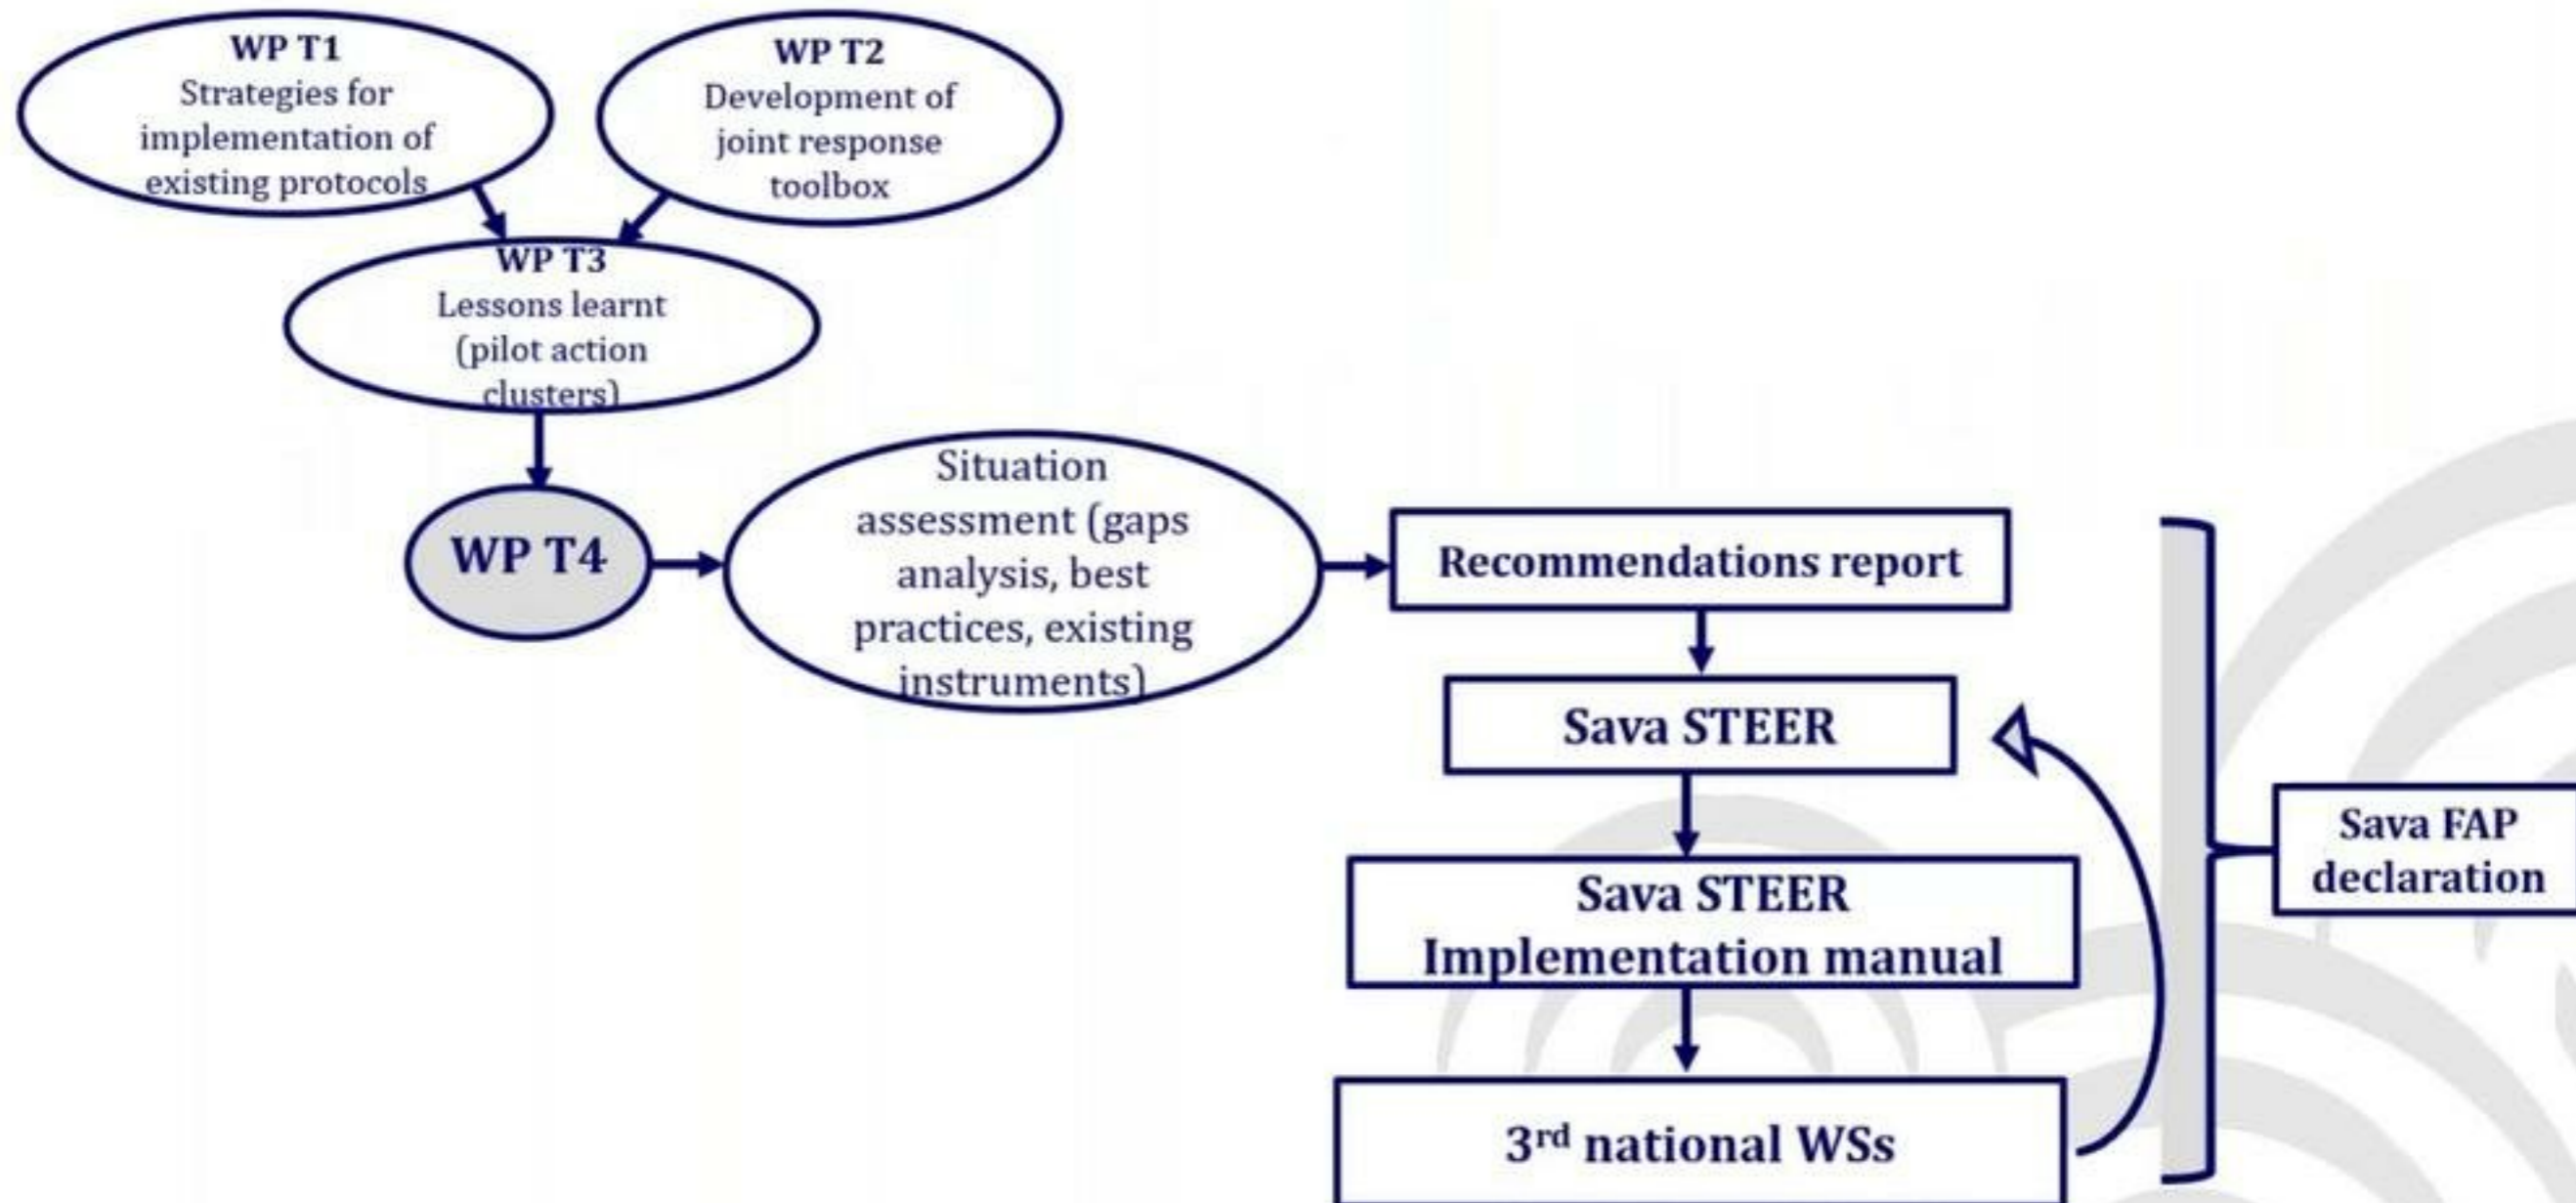 WP T1
Strategies for
implementation of
existing protocols
WP T2
Development of
joint response
toolbox
WP T3
Lessons learnt
(pilot action
clusters)
WP T4
Situation
assessment (gaps
analysis, best
practices, existing
instruments)
Recommendations report
Sava STEER
Sava STEER
Implementation manual
3rd national WSs
Sava FAP
declaration